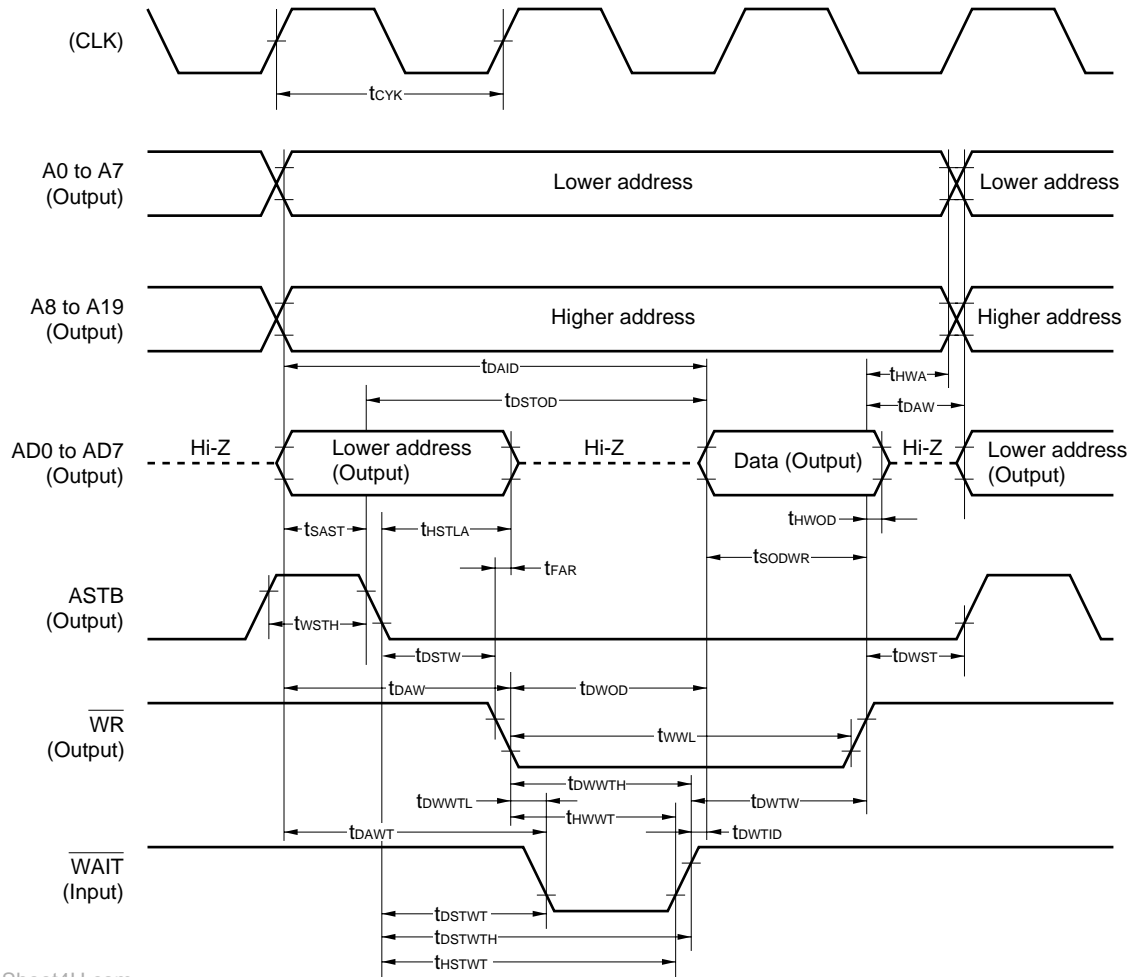 (CLK)
tCYK
A0 to A7
(Output)
Lower address
Lower address
A8 to A19
(Output)
Higher address
Higher address
tDAID
tHWA
tDSTOD
tDAW
AD0 to AD7
(Output)
Hi-Z
Lower address
(Output)
Hi-Z
Data (Output)
Hi-Z
Lower address
(Output)
tSAST
tHSTLA
tHWOD
tSODWR
tFAR
ASTB
(Output)
tWSTH
tDSTW
tDWST
tDAW
tDWOD
WR
(Output)
tWWL
tDWWTH
tDWWTL
tDWTW
tHWWT
tDAWT
tDWTID
WAIT
(Input)
tDSTWT
tDSTWTH
tHSTWT